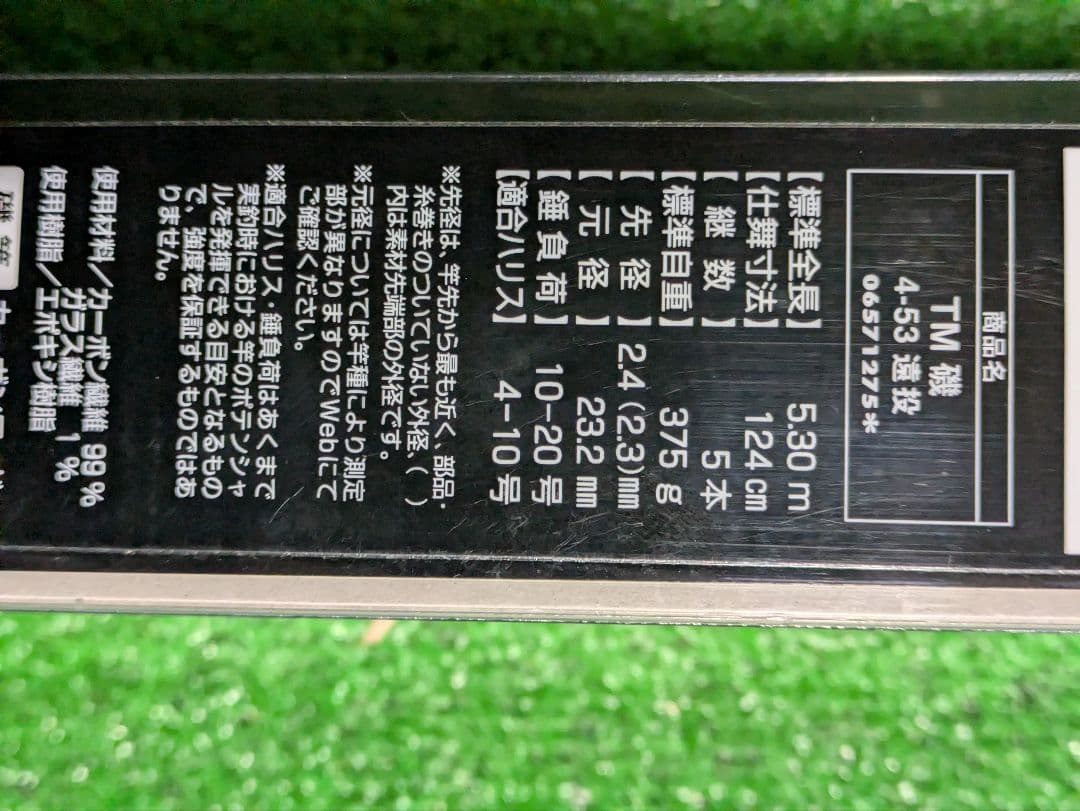 商品名
TM 磯
4-53 遠投
06571275*
【標準全長】 5.30 m
【仕舞寸法】 124 cm
【継数】 5 本
【標準自重】 375 g
【先径】 2.4 (2.3) mm
【元径】 23.2 mm
【錘負荷】 10-20 号
【適合ハリス】 4-10 号
※先径は、竿先から最も近く、部品・
糸巻きのついていない外径、( )
内は素材先端部の外径です。
※元径については竿種により測定
部が異なりますのでWebにて
ご確認ください。
※適合ハリス・錘負荷はあくまで
実釣時における竿のポテンシャ
ルを発揮できる目安となるもの
で、強度を保証するものではあ
りません。
使用材料/カーボン繊維 99 %
ガラス繊維 1 %
使用樹脂/エポキシ樹脂